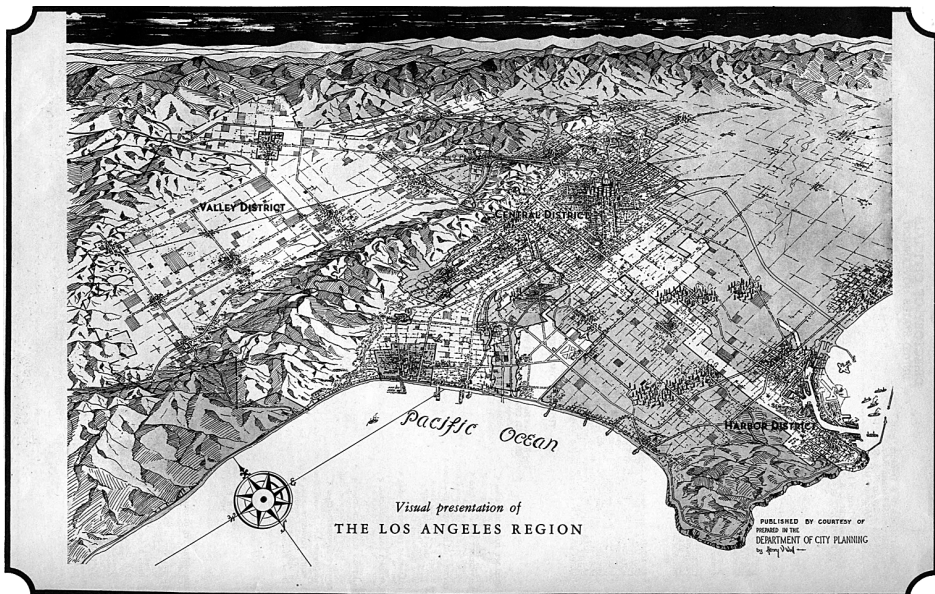 VALLEY DISTRICT
CENTRAL DISTRICT
HARBOR DISTRICT
Pacific Ocean
Visual presentation of
THE LOS ANGELES REGION
PUBLISHED BY COURTESY OF
PREPARED IN THE
DEPARTMENT OF CITY PLANNING
by